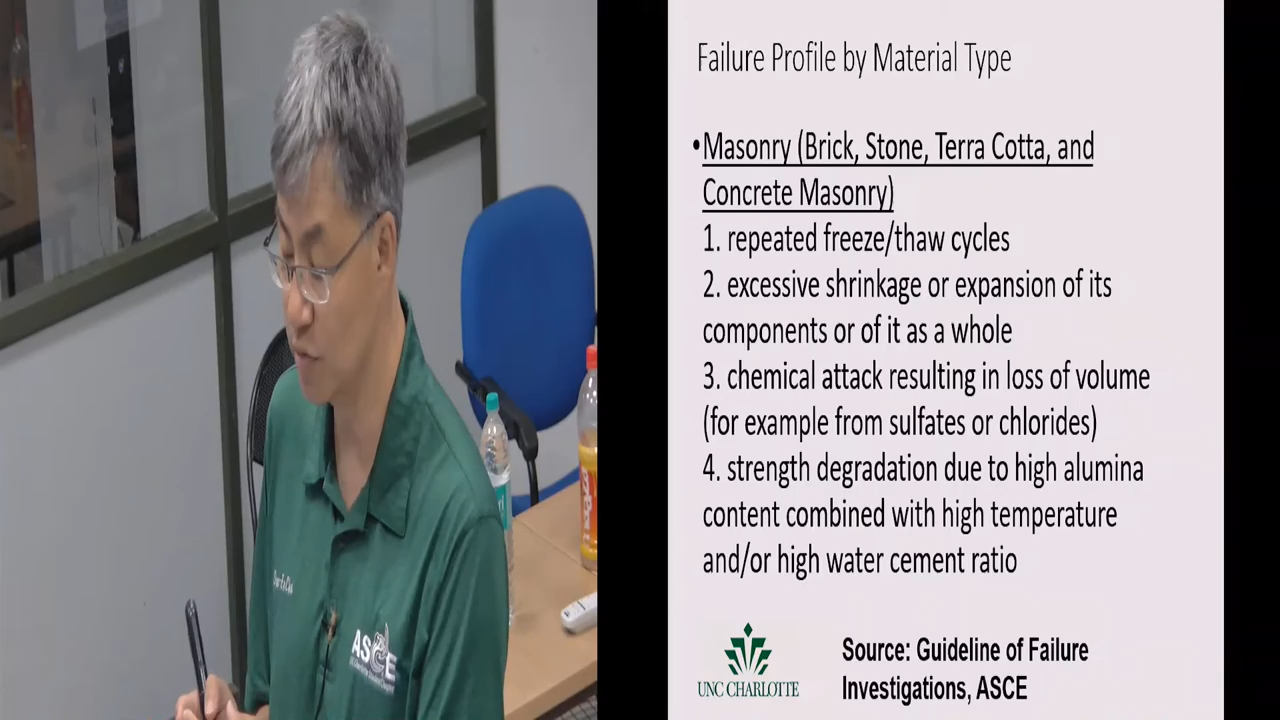 Failure Profile by Material Type
•Masonry (Brick, Stone, Terra Cotta, and
Concrete Masonry)
1. repeated freeze/thaw cycles
2. excessive shrinkage or expansion of its
components or of it as a whole
3. chemical attack resulting in loss of volume
(for example from sulfates or chlorides)
4. strength degradation due to high alumina
content combined with high temperature
and/or high water cement ratio
UNC CHARLOTTE
Source: Guideline of Failure
Investigations, ASCE
ASCE